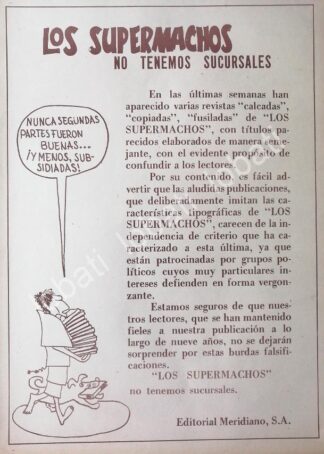 LOS SUPERMACHOS
NO TENEMOS SUCURSALES
NUNCA SEGUNDAS
PARTES FUERON
BUENAS...
¡Y MENOS, SUB-
SIDIADAS!
En las últimas semanas han
aparecido varias revistas "calcadas",
"copiadas", "fusiladas" de "LOS
SUPERMACHOS", con títulos pa-
recidos elaborados de manera seme-
jante, con el evidente propósito de
confundir a los lectores.
Por su contenido, es fácil ad-
vertir que las aludidas publicaciones,
que deliberadamente imitan las ca-
racterísticas tipográficas de "LOS
SUPERMACHOS", carecen de la in-
dependencia de criterio que ha ca-
racterizado a esta última, ya que
están patrocinadas por grupos polí-
ticos cuyos muy particulares in-
tereses defienden en forma vergon-
zante.
Estamos seguros de que nues-
tros lectores, que se han mantenido
fieles a nuestra publicación a lo
largo de nueve años, no se dejarán
sorprender por estas burdas falsifi-
caciones.
"LOS SUPERMACHOS"
no tenemos sucursales.
Editorial Meridiano, S.A.